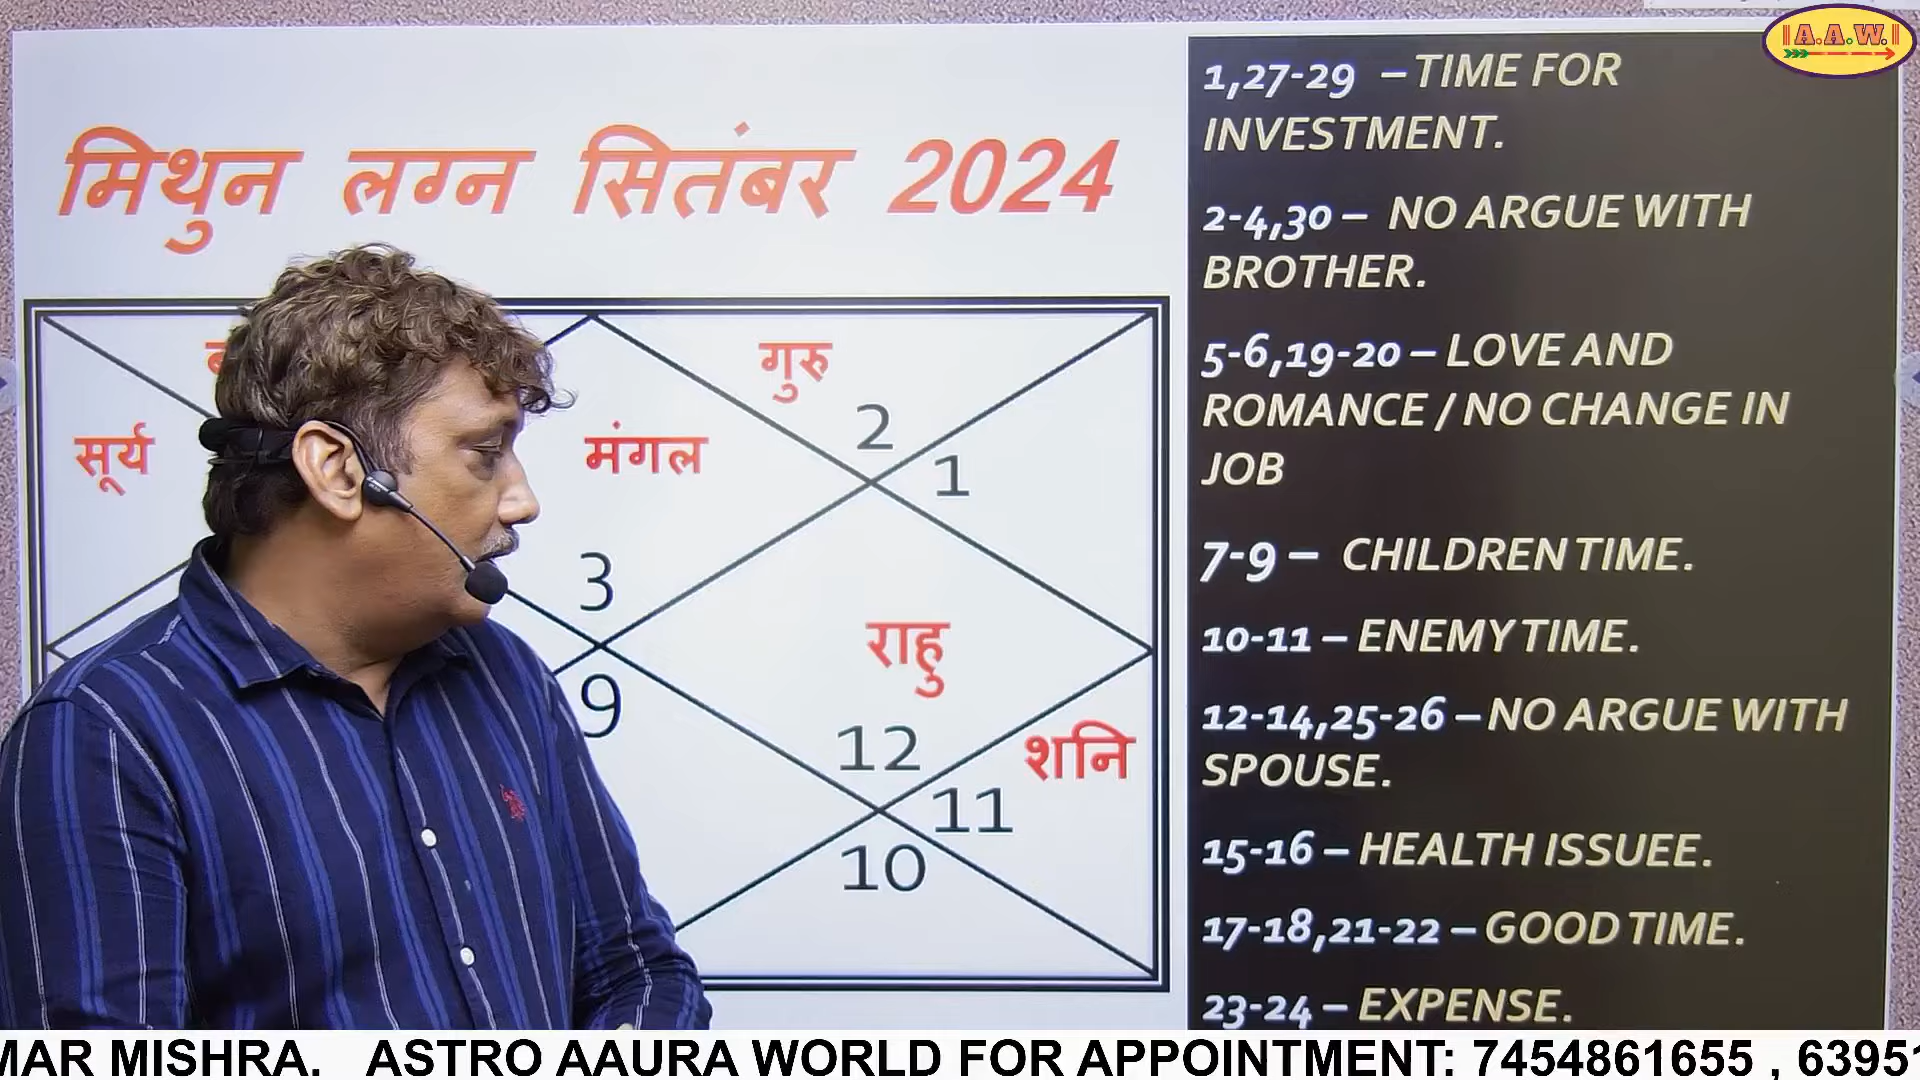 A.A.W.
मिथुन लग्न सितंबर 2024
गुरु
2
1
सूर्य
मंगल
3
राहु
9
12
शनि
11
10
1,27-29 – TIME FOR
INVESTMENT.
2-4,30 – NO ARGUE WITH
BROTHER.
5-6,19-20 – LOVE AND
ROMANCE / NO CHANGE IN
JOB
7-9 – CHILDREN TIME.
10-11 – ENEMY TIME.
12-14,25-26 – NO ARGUE WITH
SPOUSE.
15-16 – HEALTH ISSUEE.
17-18,21-22 – GOOD TIME.
23-24 – EXPENSE.
MAR MISHRA. ASTRO AAURA WORLD FOR APPOINTMENT: 7454861655 , 6395